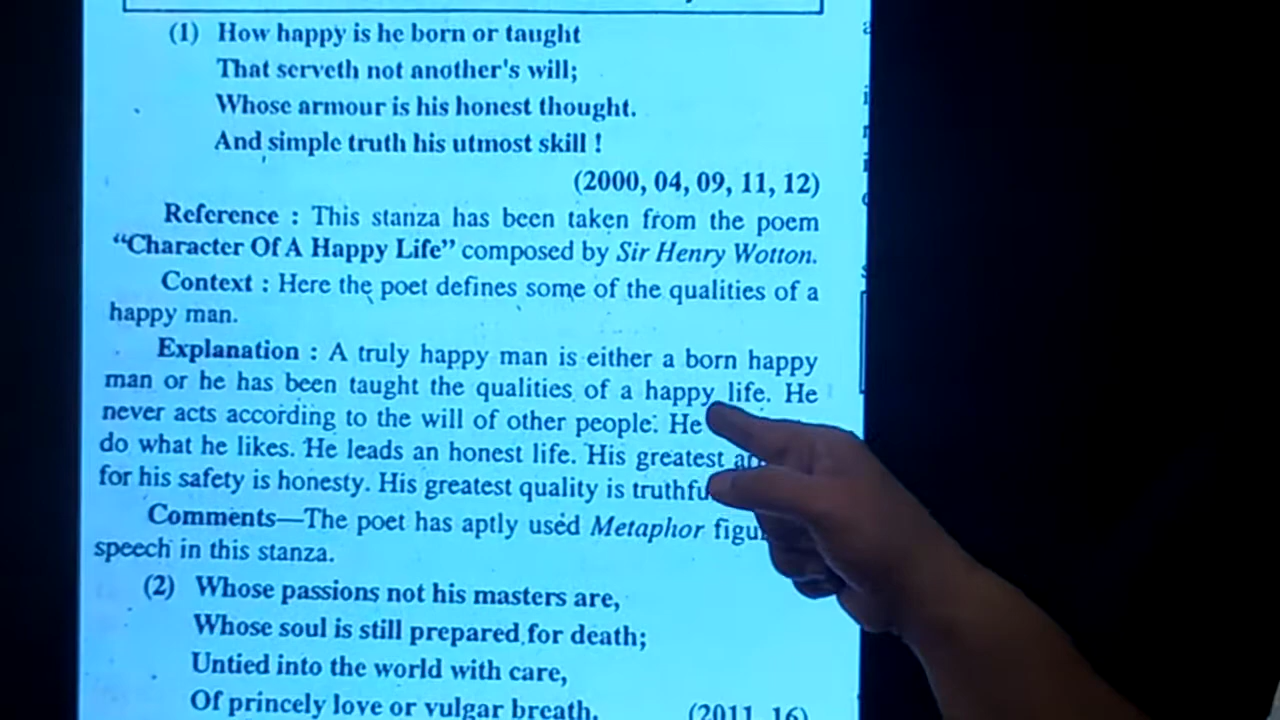 (1) How happy is he born or taught
That serveth not another's will;
Whose armour is his honest thought.
And simple truth his utmost skill !
(2000, 04, 09, 11, 12)
Reference : This stanza has been taken from the poem
“Character Of A Happy Life” composed by Sir Henry Wotton.
Context : Here the poet defines some of the qualities of a
happy man.
Explanation : A truly happy man is either a born happy
man or he has been taught the qualities of a happy life. He
never acts according to the will of other people. He
do what he likes. He leads an honest life. His greatest
for his safety is honesty. His greatest quality is
Comments—The poet has aptly used Metaphor
speech in this stanza.
(2) Whose passions not his masters are,
Whose soul is still prepared for death;
Untied into the world with care,
Of princely love or vulgar breath. (2011, 16)